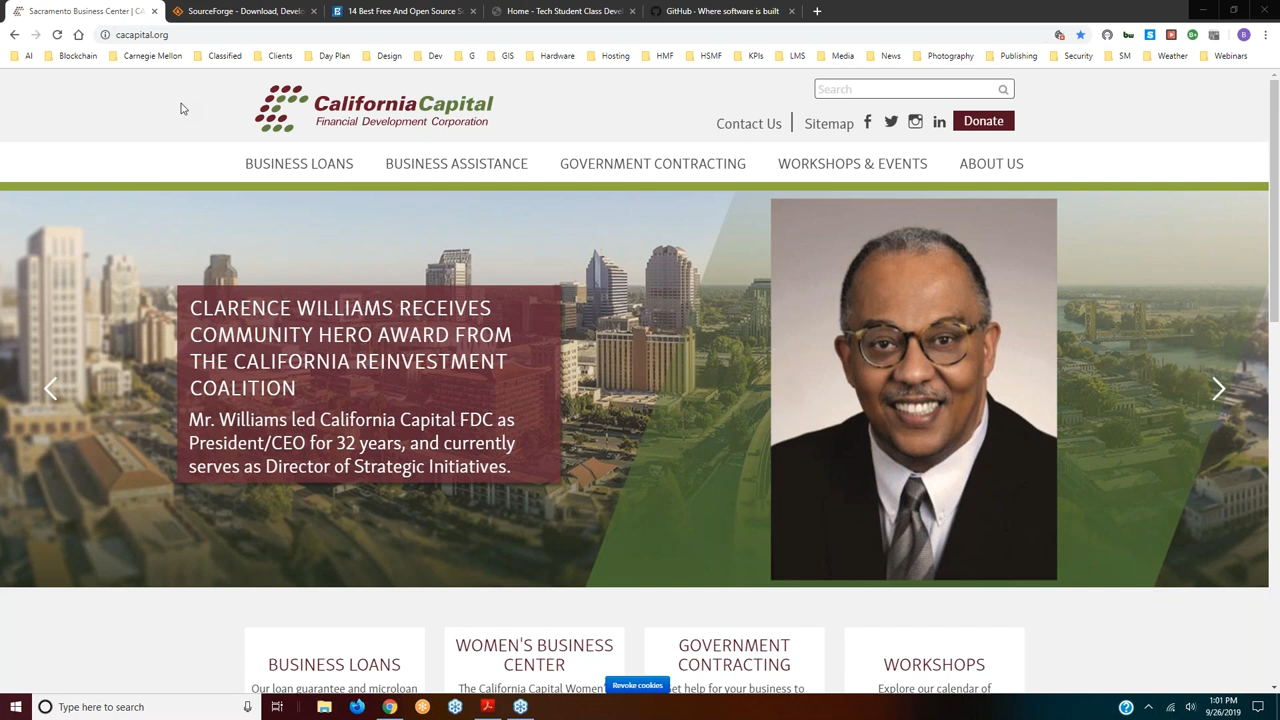 Sacramento Business Center | CA
SourceForge - Download, Develo
14 Best Free And Open Source S
Home - Tech Student Class Deve
GitHub - Where software is built
cacapital.org
AI Blockchain Carnegie Mellon Classified Clients Day Plan Design Dev G GIS Hardware Hosting HMF HSMF KPIs LMS Media News Photography Publishing Security SM Weather Webinars
CaliforniaCapital
Financial Development Corporation
Search
Contact Us | Sitemap Donate
BUSINESS LOANS BUSINESS ASSISTANCE GOVERNMENT CONTRACTING WORKSHOPS & EVENTS ABOUT US
CLARENCE WILLIAMS RECEIVES
COMMUNITY HERO AWARD FROM
THE CALIFORNIA REINVESTMENT
COALITION
Mr. Williams led California Capital FDC as
President/CEO for 32 years, and currently
serves as Director of Strategic Initiatives.
BUSINESS LOANS
Our loan guarantee and microloan
WOMEN'S BUSINESS
CENTER
The California Capital Women
GOVERNMENT
CONTRACTING
et help for your business to
WORKSHOPS
Explore our calendar of
Revoke cookies
Type here to search
1:01 PM
9/26/2019